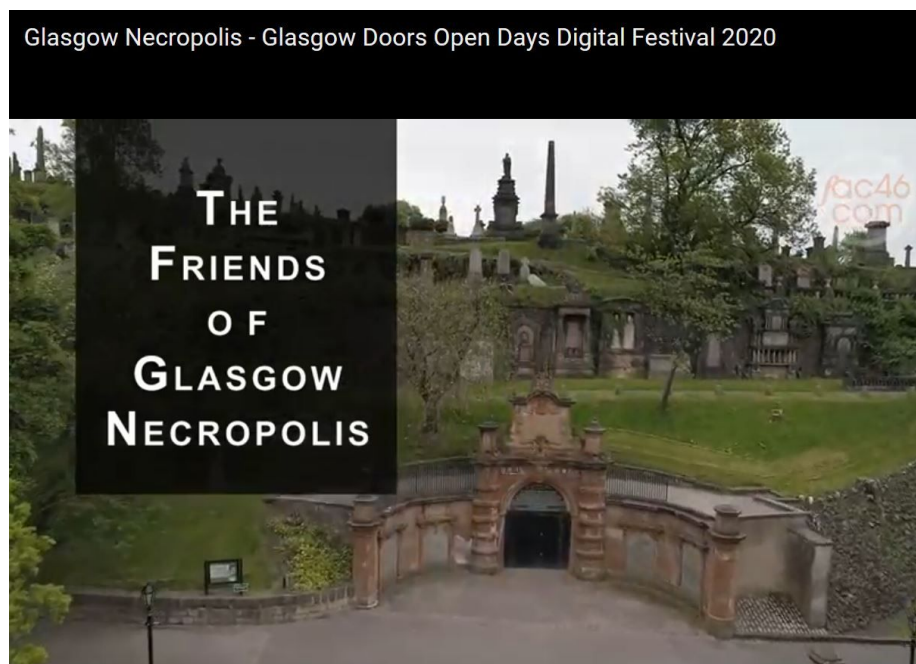 Glasgow Necropolis - Glasgow Doors Open Days Digital Festival 2020
THE
FRIENDS
OF
GLASGOW
NECROPOLIS
fac46
com